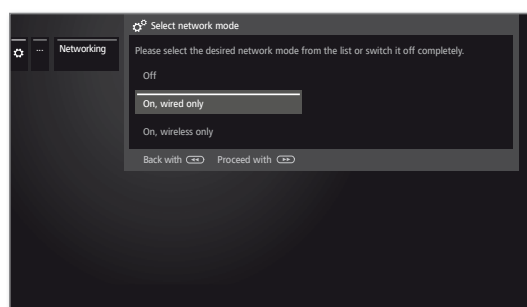 Select network mode
... Networking
Please select the desired network mode from the list or switch it off completely.
Off
On, wired only
On, wireless only
Back with Proceed with